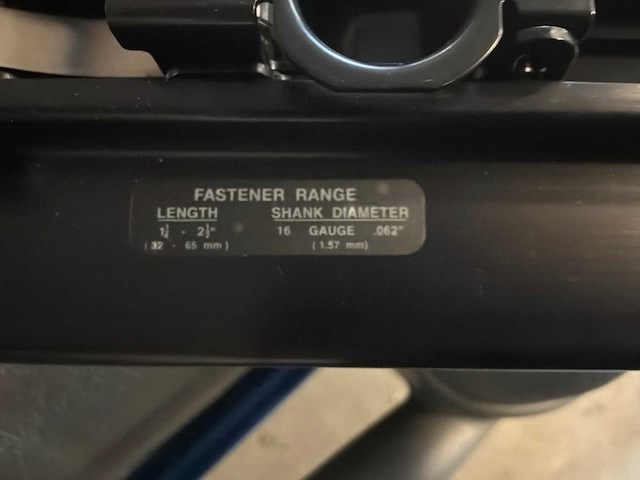 FASTENER RANGE
LENGTH SHANK DIAMETER
1¼ - 2½" 16 GAUGE .062"
(32 - 65 mm) (1.57 mm)